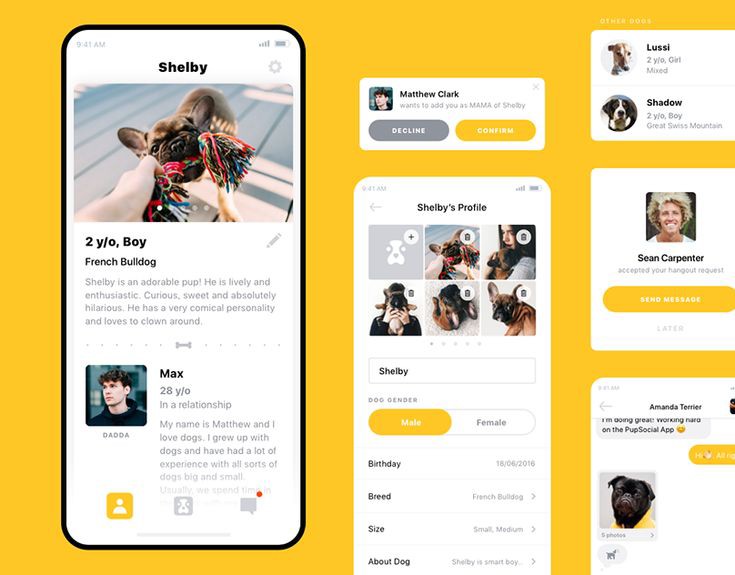 9:41 AM
Shelby
2 y/o, Boy
French Bulldog
Shelby is an adorable pup! He is lively and
enthusiastic. Curious, sweet and absolutely
hilarious. He has a very comical personality
and loves to clown around.
Max
28 y/o
In a relationship
My name is Matthew and I
love dogs. I grew up with
dogs and have had a lot of
experience with all sorts of
dogs big and small.
Usually, we spend time in
DADDA
Matthew Clark
wants to add you as MAMA of Shelby
DECLINE
CONFIRM
9:41 AM
Shelby's Profile
Shelby
DOG GENDER
Male
Female
Birthday
18/06/2016
Breed
French Bulldog
Size
Small, Medium
About Dog
Shelby is smart boy..
OTHER DOGS
Lussi
2 y/o, Girl
Mixed
Shadow
2 y/o, Boy
Great Swiss Mountain
Sean Carpenter
accepted your hangout request
SEND MESSAGE
LATER
9:41 AM
Amanda Terrier
I'm doing great! Working hard
on the PupSocial App 😊
Hi👋 All rig
5 photos